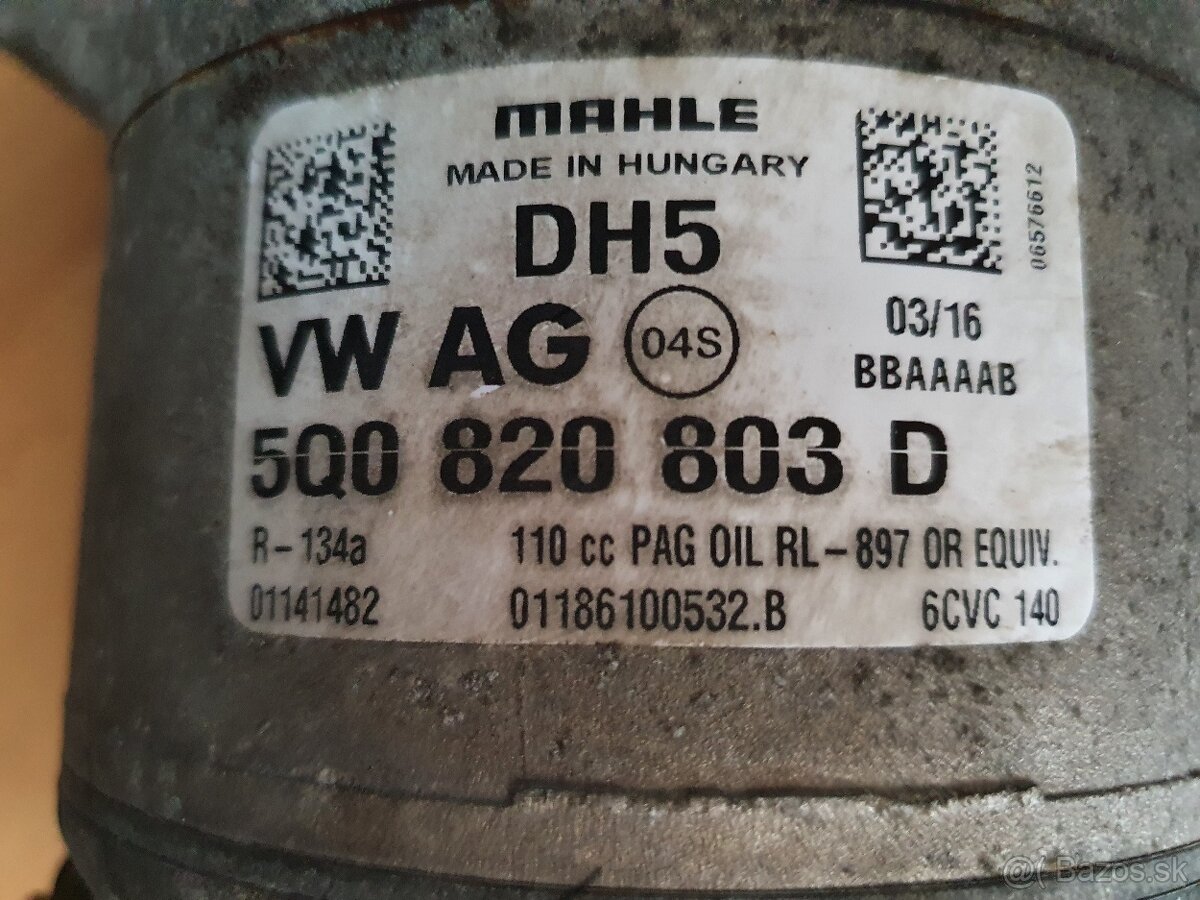 MAHLE
MADE IN HUNGARY
DH5
06576612
VW AG 04S
03/16
BBAAAAB
5Q0 820 803 D
R-134a 110 cc PAG OIL RL-897 OR EQUIV.
01141482 01186100532.B 6CVC 140
@( Bazos.sk